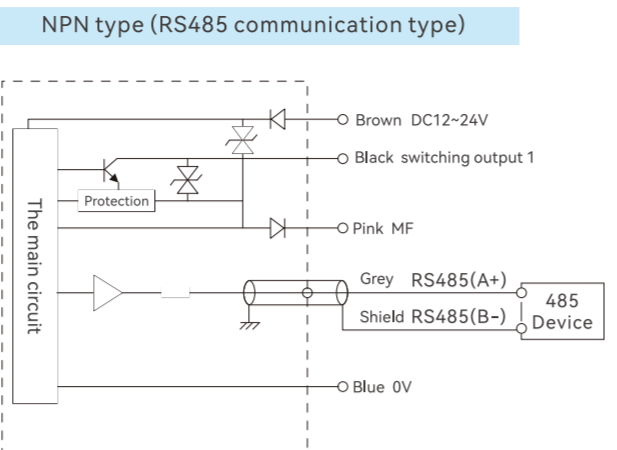 NPN type (RS485 communication type)
Brown DC12~24V
Black switching output 1
Protection
The main circuit
Pink MF
Grey RS485(A+)
Shield RS485(B-)
485
Device
Blue 0V